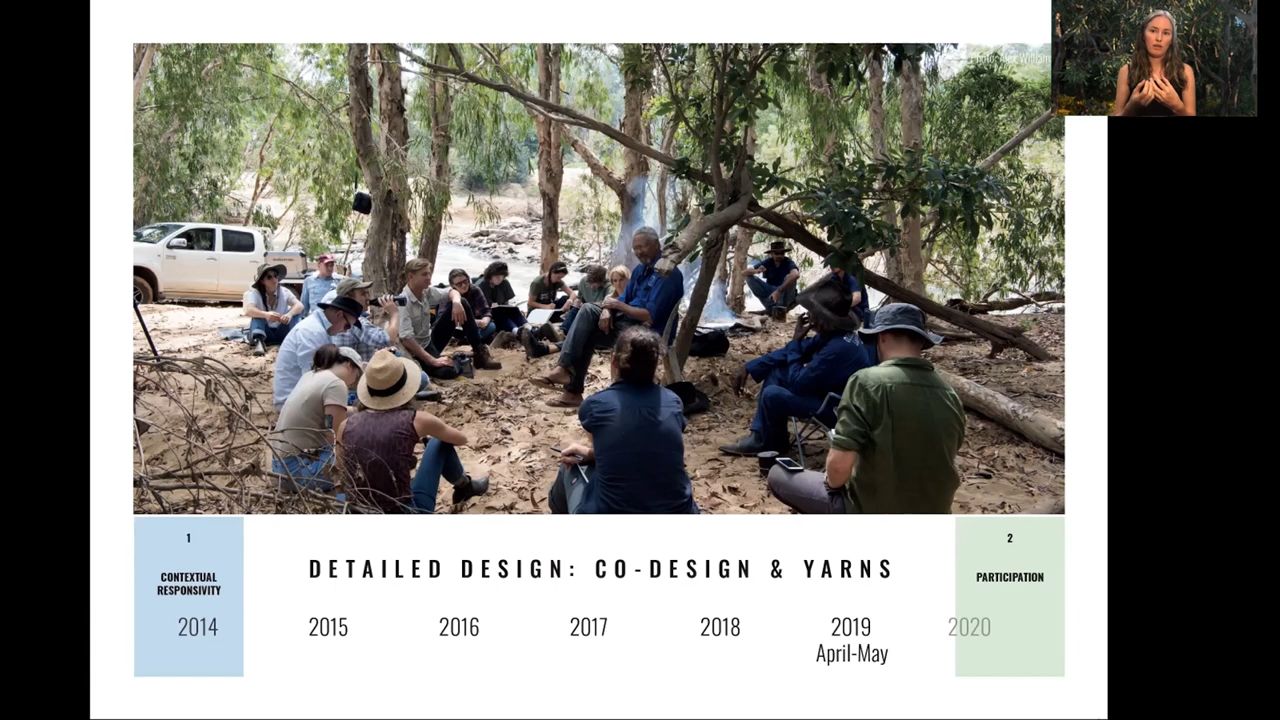 1
CONTEXTUAL
RESPONSIVITY
DETAILED DESIGN: CO-DESIGN & YARNS
2
PARTICIPATION
2014 2015 2016 2017 2018 2019 2020
April-May